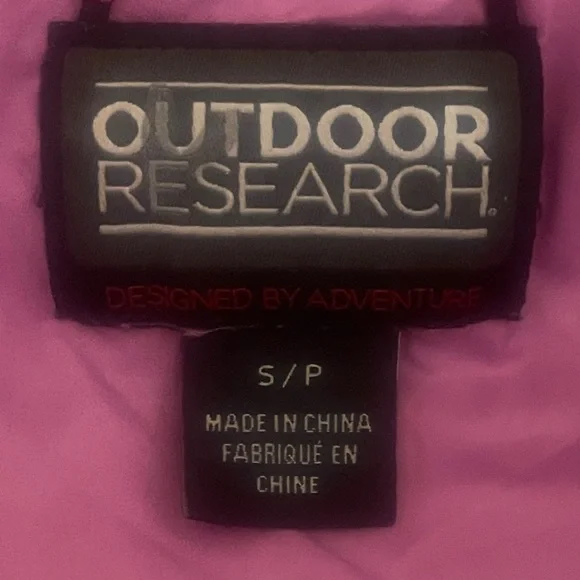 OUTDOOR
RESEARCH.
DESIGNED BY ADVENTURE
S/P
MADE IN CHINA
FABRIQUÉ EN
CHINE